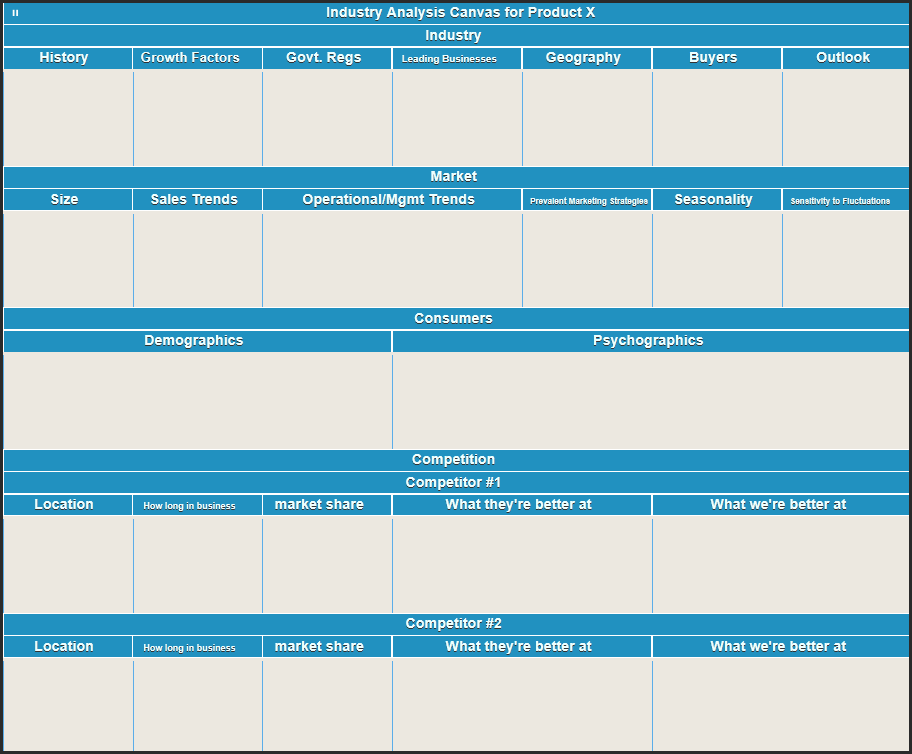 Industry Analysis Canvas for Product X
Industry
History Growth Factors Govt. Regs Leading Businesses Geography Buyers Outlook
Market
Size Sales Trends Operational/Mgmt Trends Prevalent Marketing Strategies Seasonality Sensitivity to Fluctuations
Consumers
Demographics Psychographics
Competition
Competitor #1
Location How long in business market share What they're better at What we're better at
Competitor #2
Location How long in business market share What they're better at What we're better at